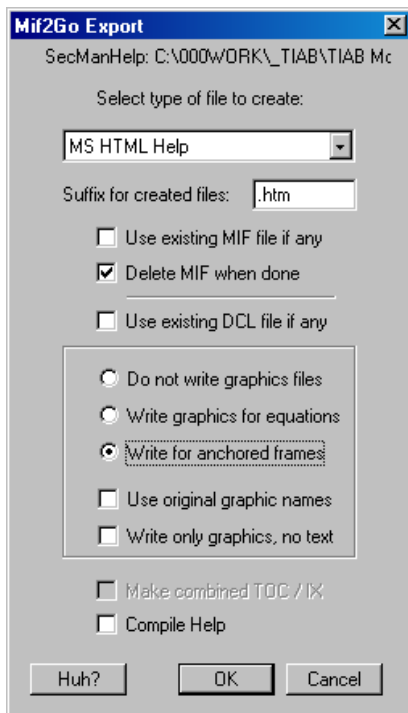 Mif2Go Export
SecManHelp: C:\000WORK\_TIAB\TIAB Mc
Select type of file to create:
MS HTML Help
Suffix for created files: .htm
Use existing MIF file if any
Delete MIF when done
Use existing DCL file if any
Do not write graphics files
Write graphics for equations
Write for anchored frames
Use original graphic names
Write only graphics, no text
Make combined TOC / IX
Compile Help
Huh? OK Cancel